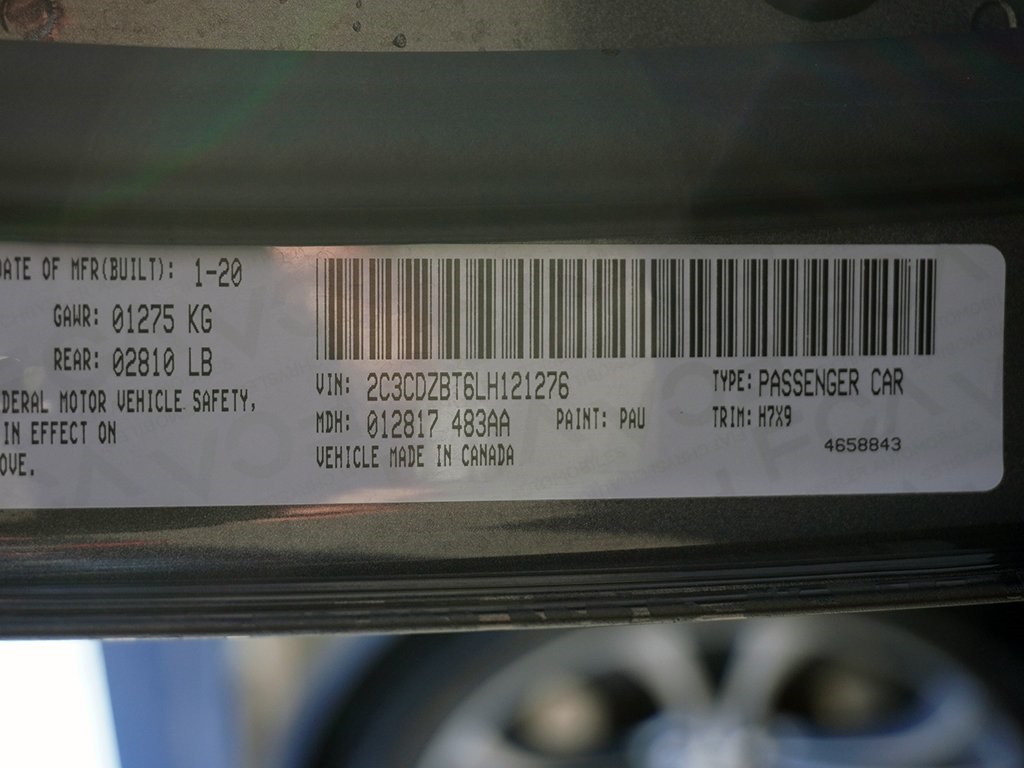 DATE OF MFR(BUILT): 1-20
GAWR: 01275 KG
REAR: 02810 LB
DERAL MOTOR VEHICLE SAFETY,
IN EFFECT ON
OVE.
VIN: 2C3CDZBT6LH121276
TYPE: PASSENGER CAR
MDH: 012817 483AA
PAINT: PAU
TRIM: H7X9
VEHICLE MADE IN CANADA
4658843